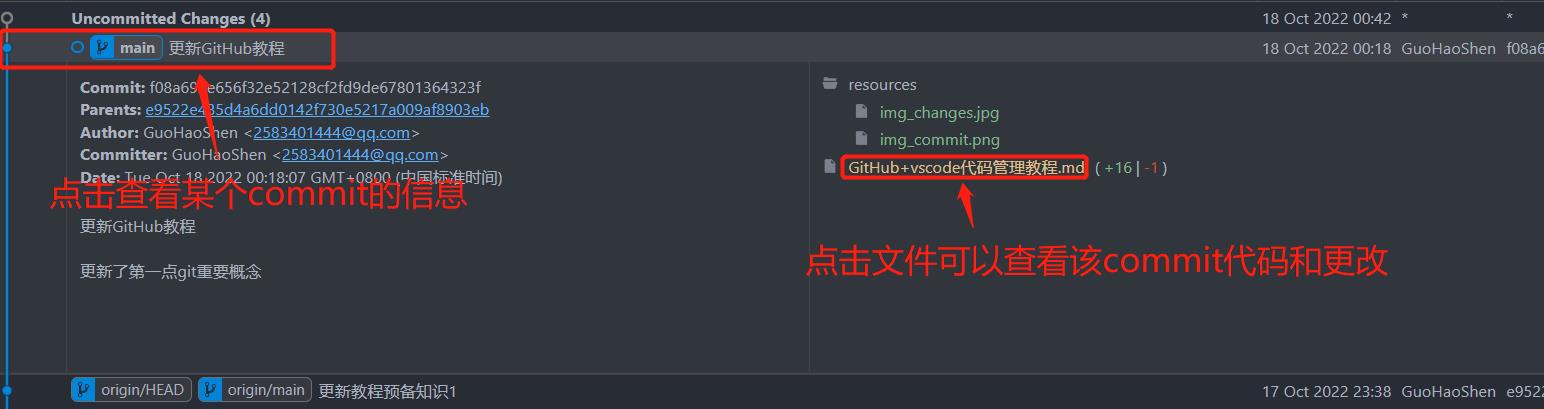 Uncommitted Changes (4) 18 Oct 2022 00:42 * *
main 更新GitHub教程 18 Oct 2022 00:18 GuoHaoShen f08a6
Commit: f08a69 e656f32e52128cf2fd9de67801364323f
Parents: e9522e435d4a6dd0142f730e5217a009af8903eb
Author: GuoHaoShen <2583401444@qq.com>
Committer: GuoHaoShen <2583401444@qq.com>
Date: Tue Oct 18 2022 00:18:07 GMT+0800 (中国标准时间)
点击查看某个commit的信息
更新GitHub教程
更新了第一点git重要概念
resources
img_changes.jpg
img_commit.png
GitHub+vscode代码管理教程.md ( +16 | -1 )
点击文件可以查看该commit代码和更改
origin/HEAD origin/main 更新教程预备知识1 17 Oct 2022 23:38 GuoHaoShen e9522